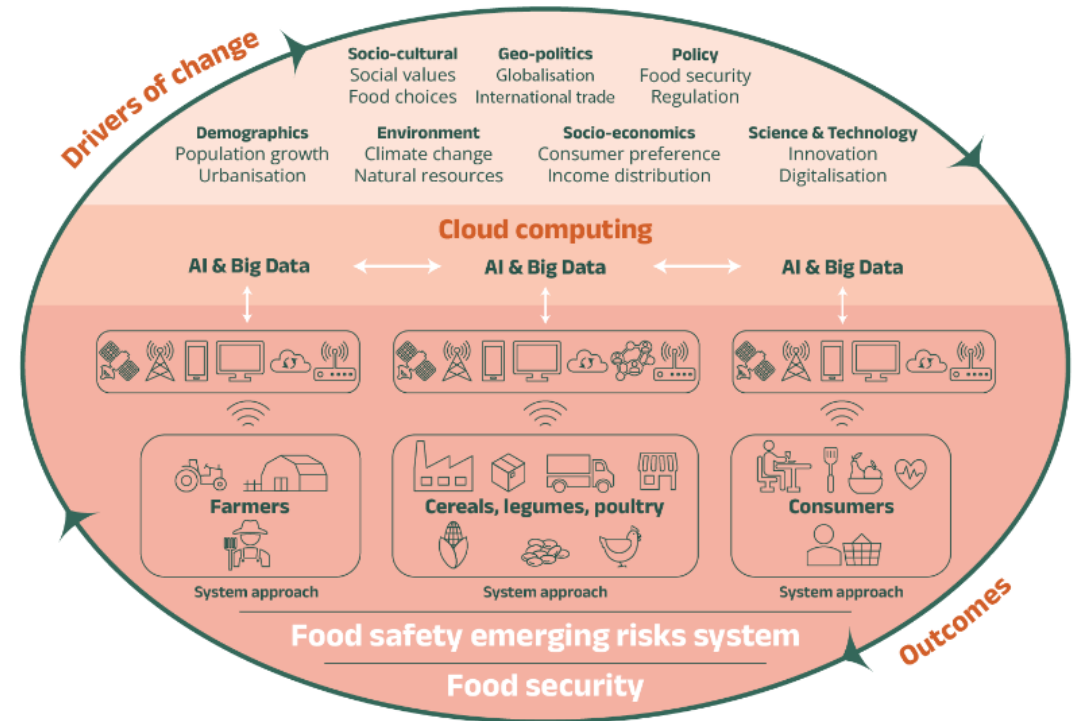 Drivers of change
Socio-cultural
Social values
Food choices
Geo-politics
Globalisation
International trade
Policy
Food security
Regulation
Demographics
Population growth
Urbanisation
Environment
Climate change
Natural resources
Socio-economics
Consumer preference
Income distribution
Science & Technology
Innovation
Digitalisation
Cloud computing
AI & Big Data
AI & Big Data
AI & Big Data
Farmers
Cereals, legumes, poultry
Consumers
System approach
System approach
System approach
Food safety emerging risks system
Food security
Outcomes